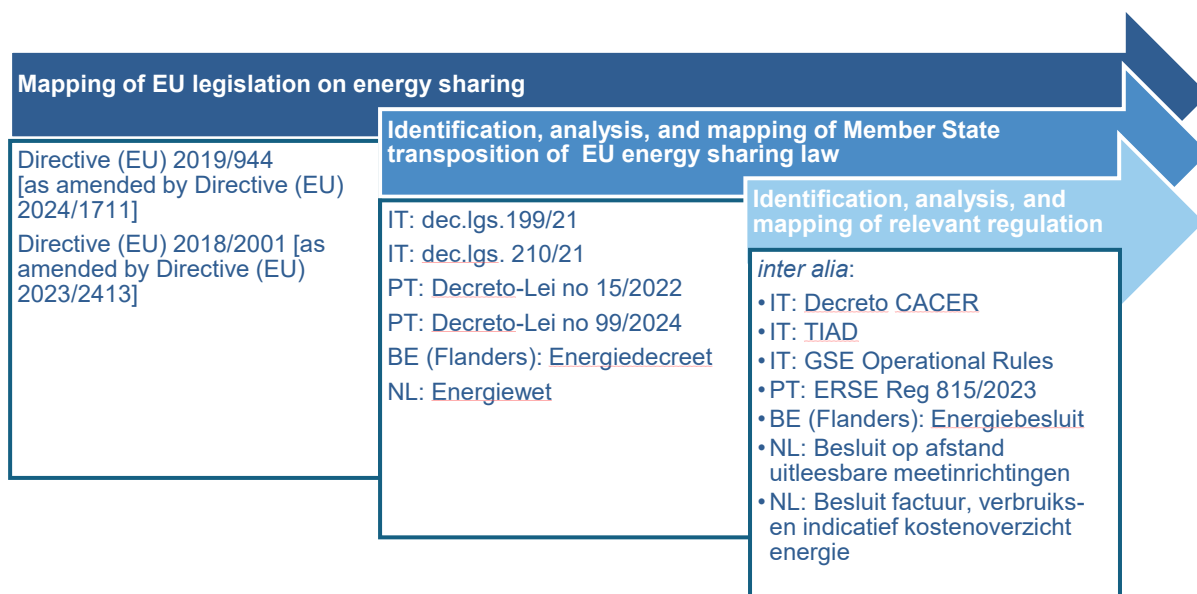 Mapping of EU legislation on energy sharing
Directive (EU) 2019/944
[as amended by Directive (EU)
2024/1711]
Directive (EU) 2018/2001 [as
amended by Directive (EU)
2023/2413]
Identification, analysis, and mapping of Member State
transposition of  EU energy sharing law
IT: dec.lgs.199/21
IT: dec.lgs. 210/21
PT: Decreto-Lei no 15/2022
PT: Decreto-Lei no 99/2024
BE (Flanders): Energiedecreet
NL: Energiewet
Identification, analysis, and
mapping of relevant regulation
inter alia:
• IT: Decreto CACER
• IT: TIAD
• IT: GSE Operational Rules
• PT: ERSE Reg 815/2023
• BE (Flanders): Energiebesluit
• NL: Besluit op afstand
uitleesbare meetinrichtingen
• NL: Besluit factuur, verbruiks-
en indicatief kostenoverzicht
energie